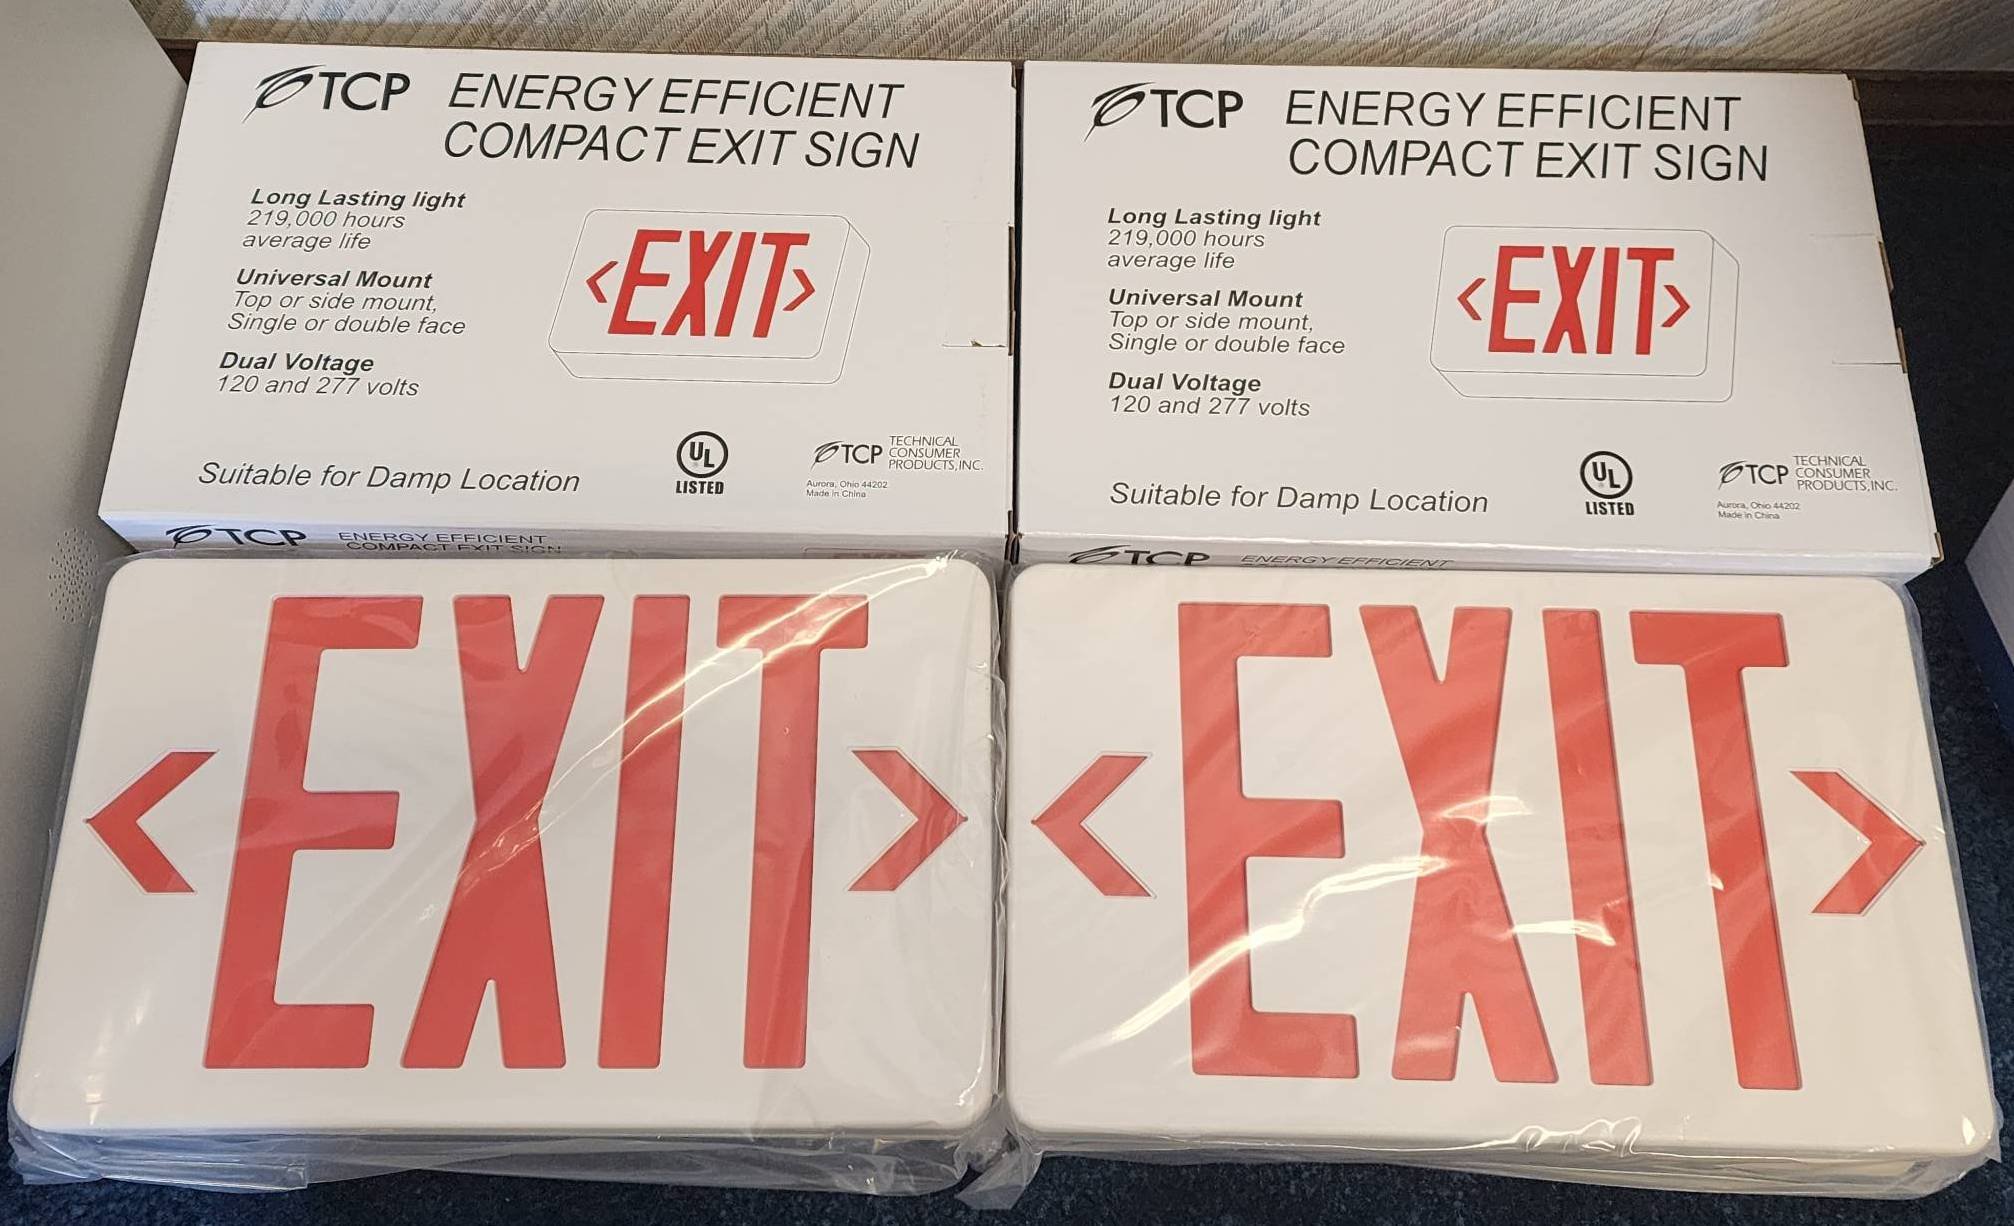 TCP ENERGY EFFICIENT
COMPACT EXIT SIGN
Long Lasting light
219,000 hours
average life
Universal Mount
Top or side mount,
Single or double face
Dual Voltage
120 and 277 volts
<EXIT>
Suitable for Damp Location
UL
LISTED
TCP TECHNICAL
CONSUMER
PRODUCTS, INC.
Aurora, Ohio 44202
Made in China
TCP ENERGY EFFICIENT
COMPACT EXIT SIGN
TCP ENERGY EFFICIENT
COMPACT EXIT SIGN
Long Lasting light
219,000 hours
average life
Universal Mount
Top or side mount,
Single or double face
Dual Voltage
120 and 277 volts
<EXIT>
Suitable for Damp Location
UL
LISTED
TCP TECHNICAL
CONSUMER
PRODUCTS, INC.
Aurora, Ohio 44202
Made in China
TCP ENERGY EFFICIENT
<EXIT>
<EXIT>